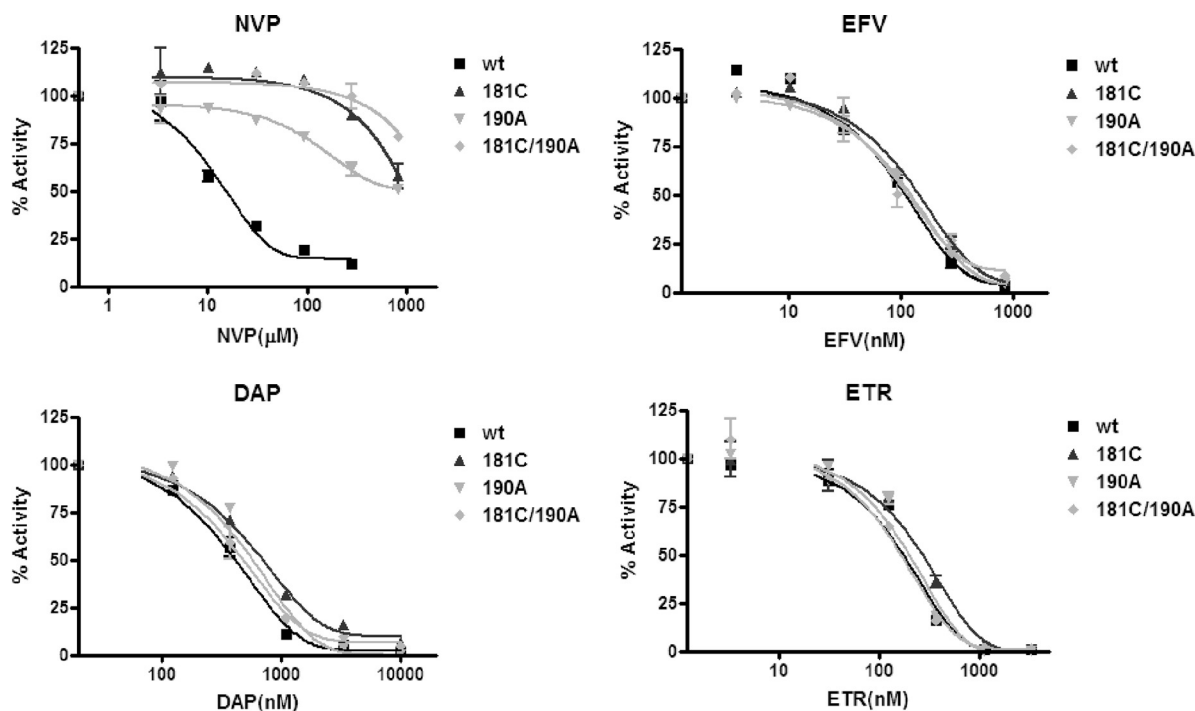 NVP
125
100
75
50
25
0
% Activity
1
10
100
1000
NVP(μM)
wt
181C
190A
181C/190A
EFV
125
100
75
50
25
0
% Activity
10
100
1000
EFV(nM)
wt
181C
190A
181C/190A
DAP
125
100
75
50
25
0
% Activity
100
1000
10000
DAP(nM)
wt
181C
190A
181C/190A
ETR
125
100
75
50
25
0
% Activity
10
100
1000
ETR(nM)
wt
181C
190A
181C/190A